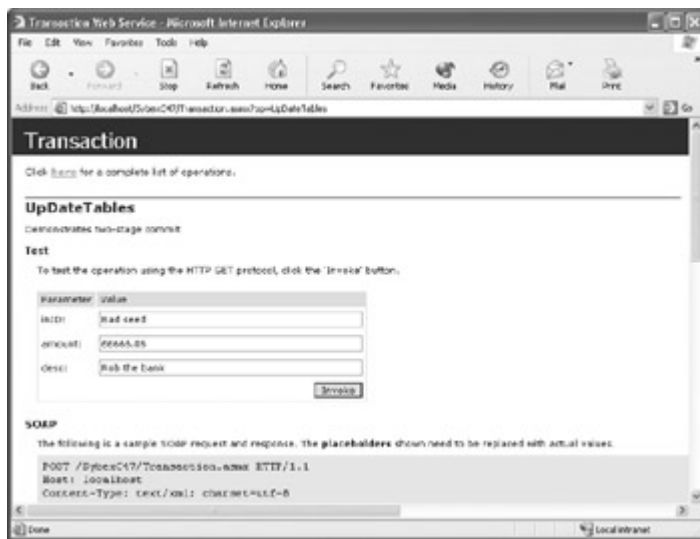 Transaction Web Service - Microsoft Internet Explorer
File Edit View Favorites Tools Help
Back Forward Stop Refresh Home Search Favorites Media History Mail Print
Address http://localhost/SybexC47/Transaction.asmx?op=UpDateTables Go
Transaction
Click here for a complete list of operations.
UpDateTables
Demonstrates two-stage commit
Test
To test the operation using the HTTP GET protocol, click the 'Invoke' button.
Parameter Value
Bad seed
amount: 66665.05
desc: Rob the bank
Invoke
SOAP
The following is a sample SOAP request and response. The placeholders shown need to be replaced with actual values.
POST /SybexC47/Transaction.asmx HTTP/1.1
Host: localhost
Content-Type: text/xml; charset=utf-8
Done Local intranet